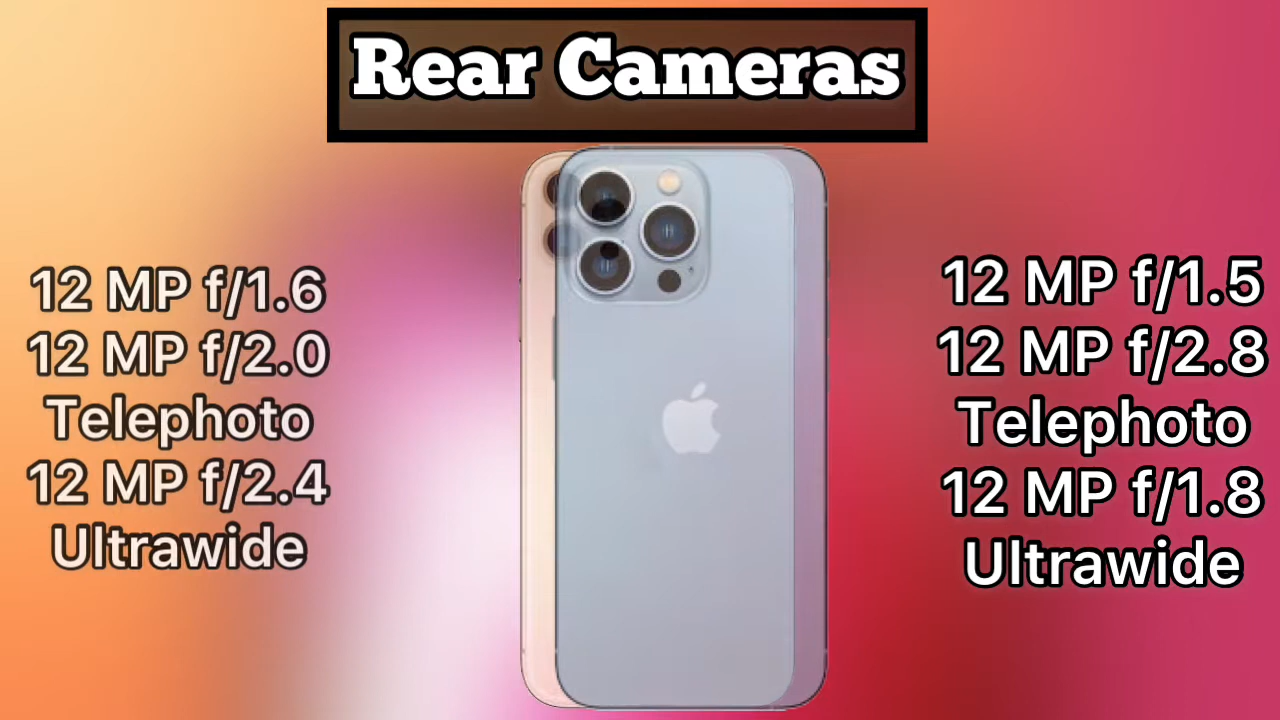 Rear Cameras
12 MP f/1.6
12 MP f/2.0
Telephoto
12 MP f/2.4
Ultrawide
12 MP f/1.5
12 MP f/2.8
Telephoto
12 MP f/1.8
Ultrawide